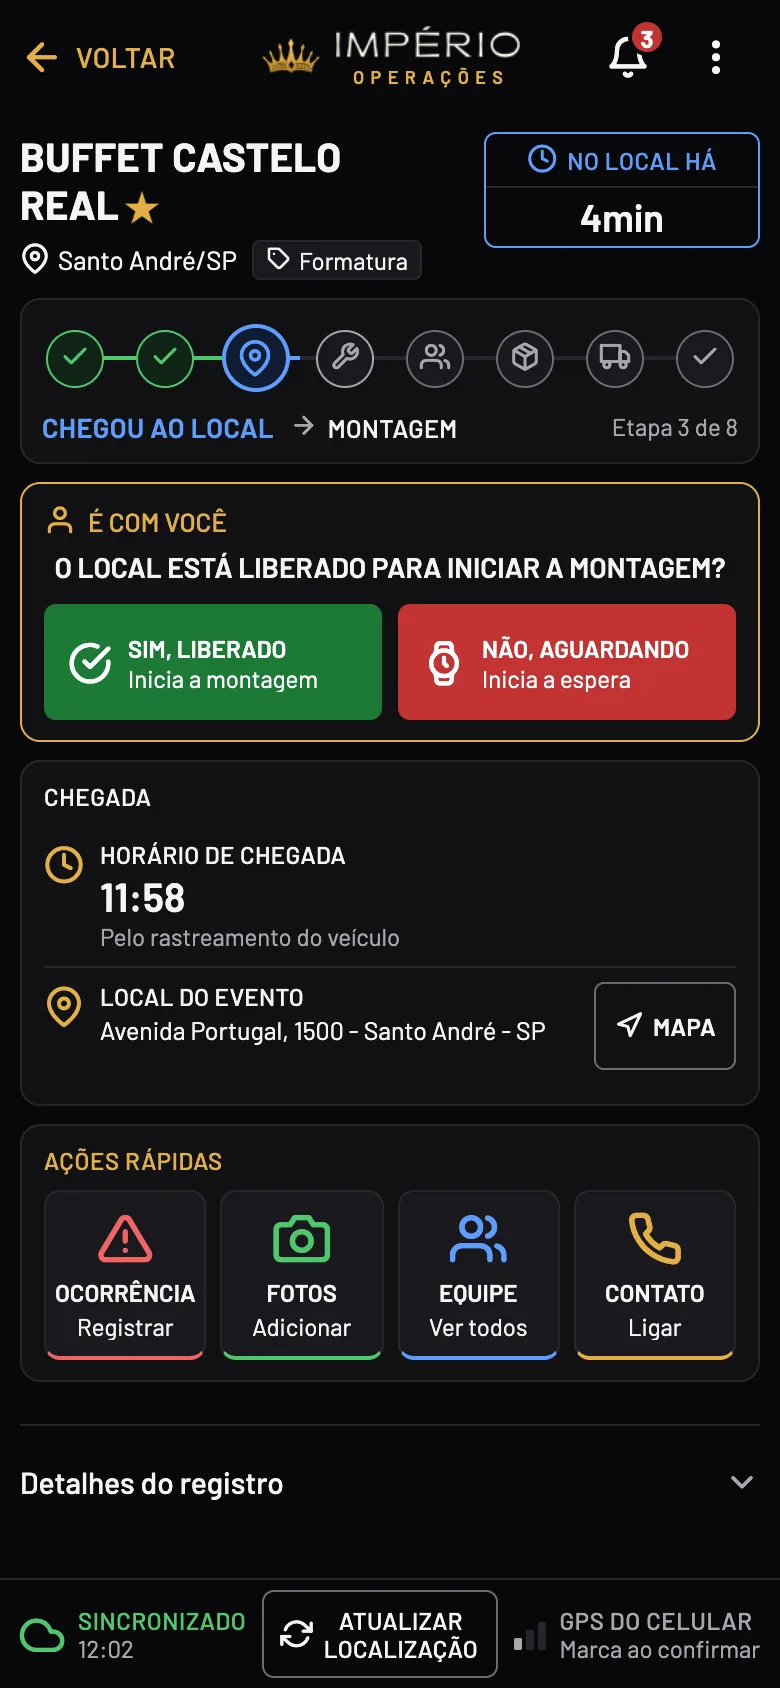 VOLTAR
IMPÉRIO
OPERAÇÕES
3
BUFFET CASTELO
REAL
NO LOCAL HÁ
4min
Santo André/SP
Formatura
CHEGOU AO LOCAL → MONTAGEM
Etapa 3 de 8
É COM VOCÊ
O LOCAL ESTÁ LIBERADO PARA INICIAR A MONTAGEM?
SIM, LIBERADO
Inicia a montagem
NÃO, AGUARDANDO
Inicia a espera
CHEGADA
HORÁRIO DE CHEGADA
11:58
Pelo rastreamento do veículo
LOCAL DO EVENTO
Avenida Portugal, 1500 - Santo André - SP
MAPA
AÇÕES RÁPIDAS
OCORRÊNCIA
Registrar
FOTOS
Adicionar
EQUIPE
Ver todos
CONTATO
Ligar
Detalhes do registro
SINCRONIZADO
12:02
ATUALIZAR
LOCALIZAÇÃO
GPS DO CELULAR
Marca ao confirmar